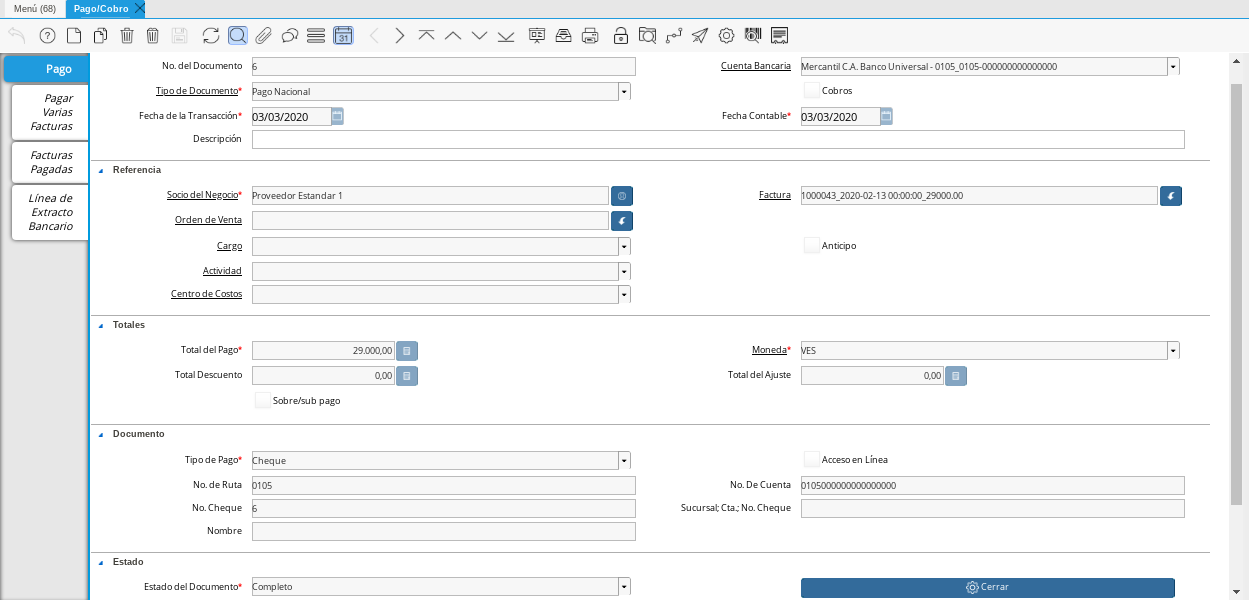 Menú (68) Pago/Cobro
31
Pago
Pagar Varias Facturas
Facturas Pagadas
Línea de Extracto Bancario
No. del Documento 6 Cuenta Bancaria Mercantil C.A. Banco Universal - 0105_0105-000000000000000
Tipo de Documento* Pago Nacional Cobros
Fecha de la Transacción* 03/03/2020 Fecha Contable* 03/03/2020
Descripción
Referencia
Socio del Negocio* Proveedor Estandar 1 Factura 1000043_2020-02-13 00:00:00_29000.00
Orden de Venta
Cargo Anticipo
Actividad
Centro de Costos
Totales
Total del Pago* 29.000,00 Moneda* VES
Total Descuento 0,00 Total del Ajuste 0,00
Sobre/sub pago
Documento
Tipo de Pago* Cheque Acceso en Línea
No. de Ruta 0105 No. De Cuenta 0105000000000000000
No. Cheque 6 Sucursal; Cta.; No. Cheque
Nombre
Estado
Estado del Documento* Completo Cerrar